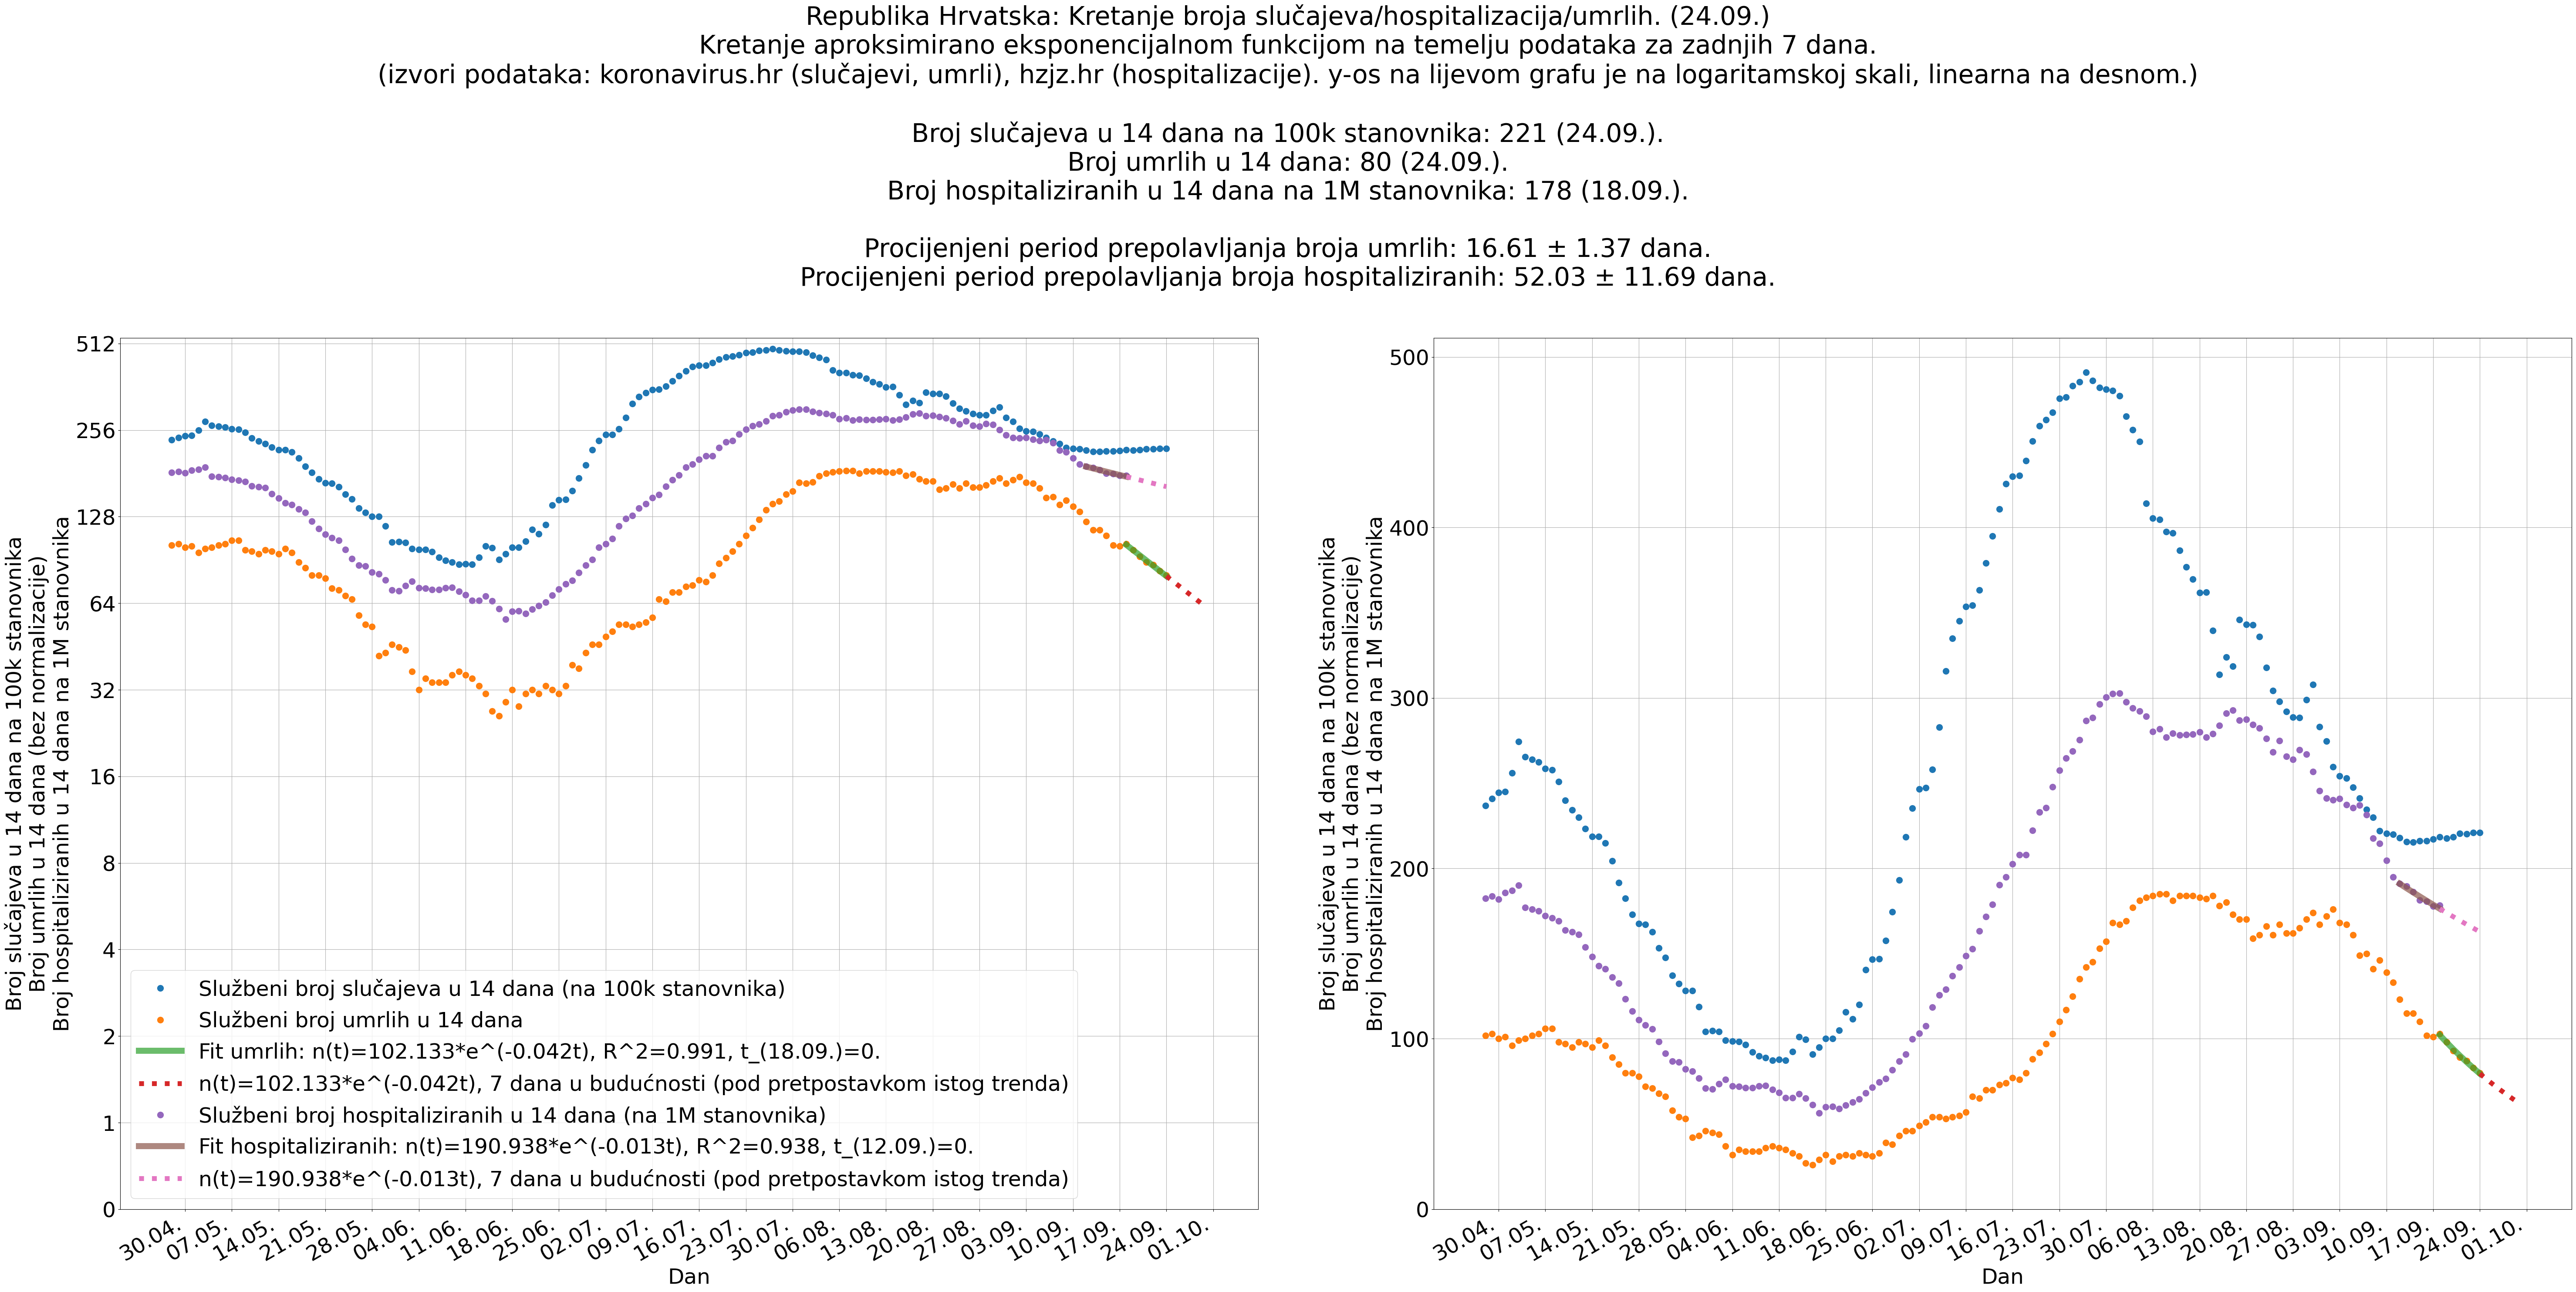 Republika Hrvatska: Kretanje broja slučajeva/hospitalizacija/umrlih. (24.09.)
Kretanje aproksimirano eksponencijalnom funkcijom na temelju podataka za zadnjih 7 dana.
(izvori podataka: koronavirus.hr (slučajevi, umrli), hzjz.hr (hospitalizacije). y-os na lijevom grafu je na logaritamskoj skali, linearna na desnom.)
Broj slučajeva u 14 dana na 100k stanovnika: 221 (24.09.).
Broj umrlih u 14 dana: 80 (24.09.).
Broj hospitaliziranih u 14 dana na 1M stanovnika: 178 (18.09.).
Procijenjeni period prepolavljanja broja umrlih: 16.61 ± 1.37 dana.
Procijenjeni period prepolavljanja broja hospitaliziranih: 52.03 ± 11.69 dana.
Broj slučajeva u 14 dana na 100k stanovnika
Broj umrlih u 14 dana (bez normalizacije)
Broj hospitaliziranih u 14 dana na 1M stanovnika
512
256
128
64
32
16
8
4
2
1
0
Službeni broj slučajeva u 14 dana (na 100k stanovnika)
Službeni broj umrlih u 14 dana
Fit umrlih: n(t)=102.133*e^(-0.042t), R^2=0.991, t_(18.09.)=0.
n(t)=102.133*e^(-0.042t), 7 dana u budućnosti (pod pretpostavkom istog trenda)
Službeni broj hospitaliziranih u 14 dana (na 1M stanovnika)
Fit hospitaliziranih: n(t)=190.938*e^(-0.013t), R^2=0.938, t_(12.09.)=0.
n(t)=190.938*e^(-0.013t), 7 dana u budućnosti (pod pretpostavkom istog trenda)
30.04. 07.05. 14.05. 21.05. 28.05. 04.06. 11.06. 18.06. 25.06. 02.07. 09.07. 16.07. 23.07. 30.07. 06.08. 13.08. 20.08. 27.08. 03.09. 10.09. 17.09. 24.09. 01.10.
Dan
Broj slučajeva u 14 dana na 100k stanovnika
Broj umrlih u 14 dana (bez normalizacije)
Broj hospitaliziranih u 14 dana na 1M stanovnika
500
400
300
200
100
0
30.04. 07.05. 14.05. 21.05. 28.05. 04.06. 11.06. 18.06. 25.06. 02.07. 09.07. 16.07. 23.07. 30.07. 06.08. 13.08. 20.08. 27.08. 03.09. 10.09. 17.09. 24.09. 01.10.
Dan